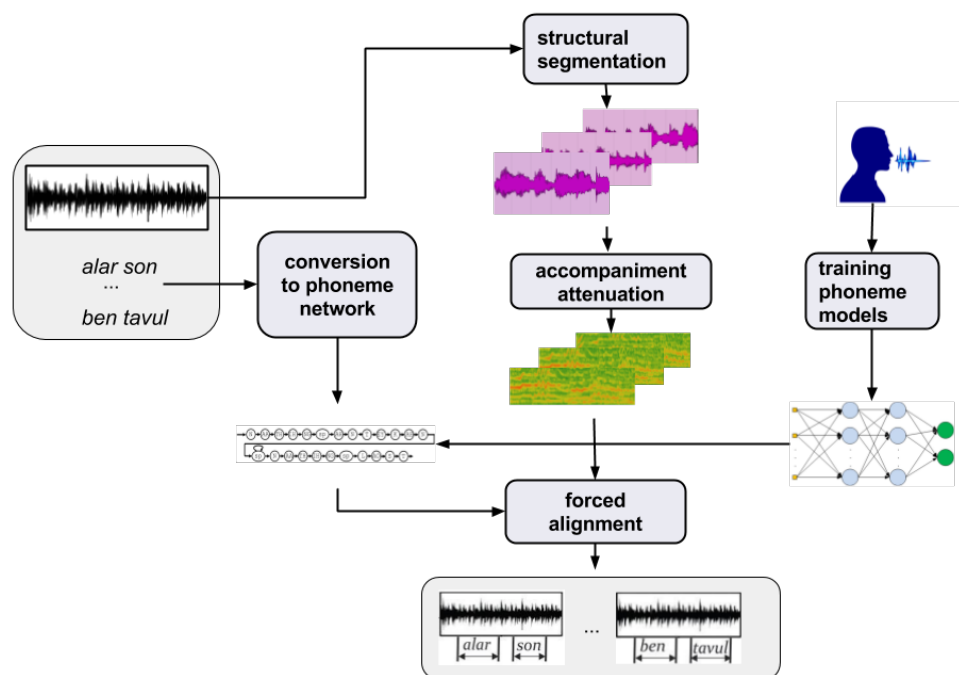 structural
segmentation
alar son
...
ben tavul
conversion
to phoneme
network
accompaniment
attenuation
training
phoneme
models
forced
alignment
alar
son
...
ben
tavul